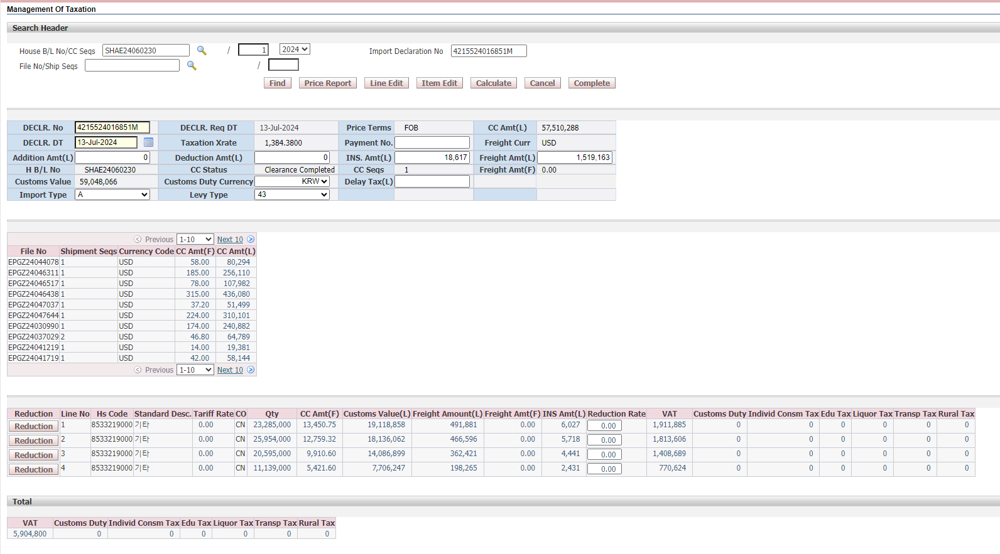 Management Of Taxation
Search Header
House B/L No/CC Seqs SHAE24060230 / 1 2024 Import Declaration No 4215524016851M
File No/Ship Seqs /
Find Price Report Line Edit Item Edit Calculate Cancel Complete
DECLR. No 4215524016851M DECLR. Req DT 13-Jul-2024 Price Terms FOB CC Amt(L) 57,510,288
DECLR. DT 13-Jul-2024 Taxation Xrate 1,384.3800 Payment No. Freight Curr USD
Addition Amt(L) 0 Deduction Amt(L) 0 INS. Amt(L) 18,617 Freight Amt(L) 1,519,163
H B/L No SHAE24060230 CC Status Clearance Completed CC Seqs 1 Freight Amt(F) 0.00
Customs Value 59,048,066 Customs Duty Currency KRW Delay Tax(L)
Import Type A Levy Type 43
Previous 1-10 Next 10
File No Shipment Seqs Currency Code CC Amt(F) CC Amt(L)
EPGZ24044078 1 USD 58.00 80,294
EPGZ24046311 1 USD 185.00 256,110
EPGZ24046517 1 USD 78.00 107,982
EPGZ24046438 1 USD 315.00 436,080
EPGZ24047037 1 USD 37.20 51,499
EPGZ24047644 1 USD 224.00 310,101
EPGZ24030990 1 USD 174.00 240,882
EPGZ24037029 2 USD 46.80 64,789
EPGZ24041219 1 USD 14.00 19,381
EPGZ24041719 1 USD 42.00 58,144
Previous 1-10 Next 10
Reduction Line No Hs Code Standard Desc. Tariff Rate CO Qty CC Amt(F) Customs Value(L) Freight Amount(L) Freight Amt(F) INS Amt(L) Reduction Rate VAT Customs Duty Individ Consm Tax Edu Tax Liquor Tax Transp Tax Rural Tax
Reduction 1 8533219000 기타 0.00 CN 23,285,000 13,450.75 19,118,858 491,881 0.00 6,027 0.00 1,911,885 0 0 0 0 0 0
Reduction 2 8533219000 기타 0.00 CN 25,954,000 12,759.32 18,136,062 466,596 0.00 5,718 0.00 1,813,606 0 0 0 0 0 0
Reduction 3 8533219000 기타 0.00 CN 20,595,000 9,910.60 14,086,899 362,421 0.00 4,441 0.00 1,408,689 0 0 0 0 0 0
Reduction 4 8533219000 기타 0.00 CN 11,139,000 5,421.60 7,706,247 198,265 0.00 2,431 0.00 770,624 0 0 0 0 0 0
Total
VAT Customs Duty Individ Consm Tax Edu Tax Liquor Tax Transp Tax Rural Tax
5,904,800 0 0 0 0 0 0